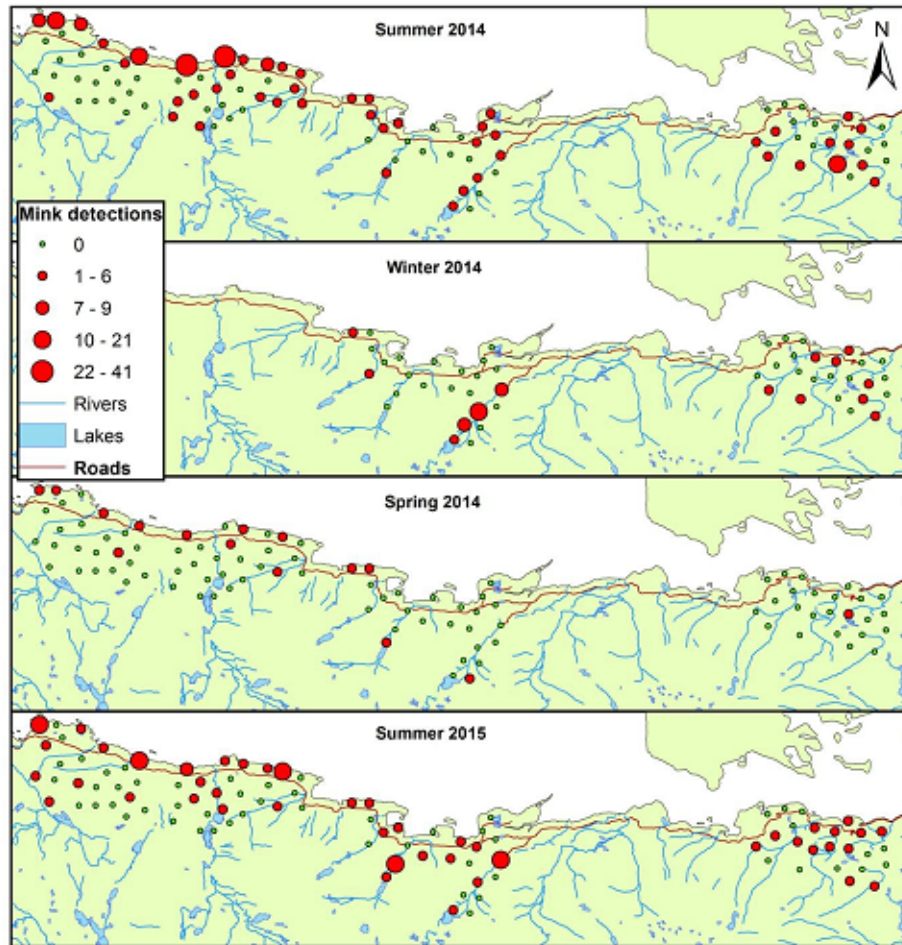 Summer 2014
N
Mink detections
0
1 - 6
7 - 9
10 - 21
22 - 41
Rivers
Lakes
Roads
Winter 2014
Spring 2014
Summer 2015